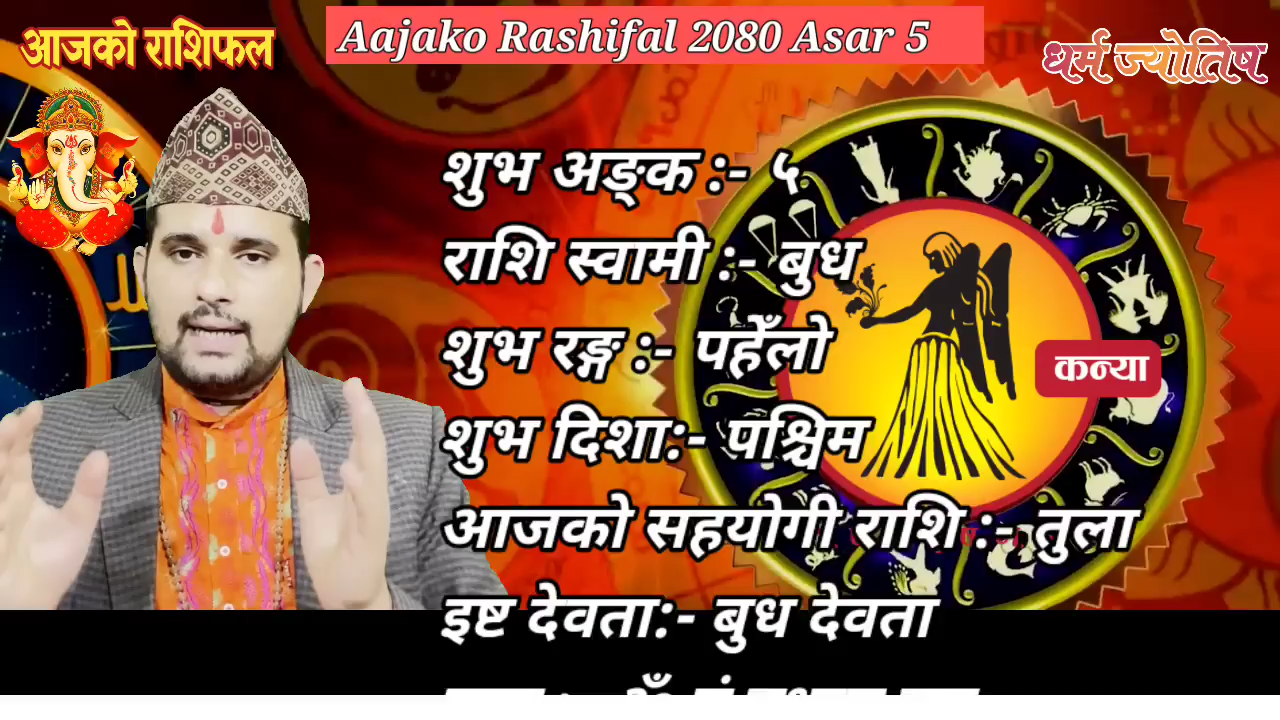 आजको राशिफल
Aajako Rashifal 2080 Asar 5
धर्म ज्योतिष
शुभ अङ्क :- ५
राशि स्वामी :- बुध
शुभ रङ्ग :- पहेँलो
कन्या
शुभ दिशा:- पश्चिम
आजको सहयोगी राशि :- तुला
इष्ट देवता:- बुध देवता